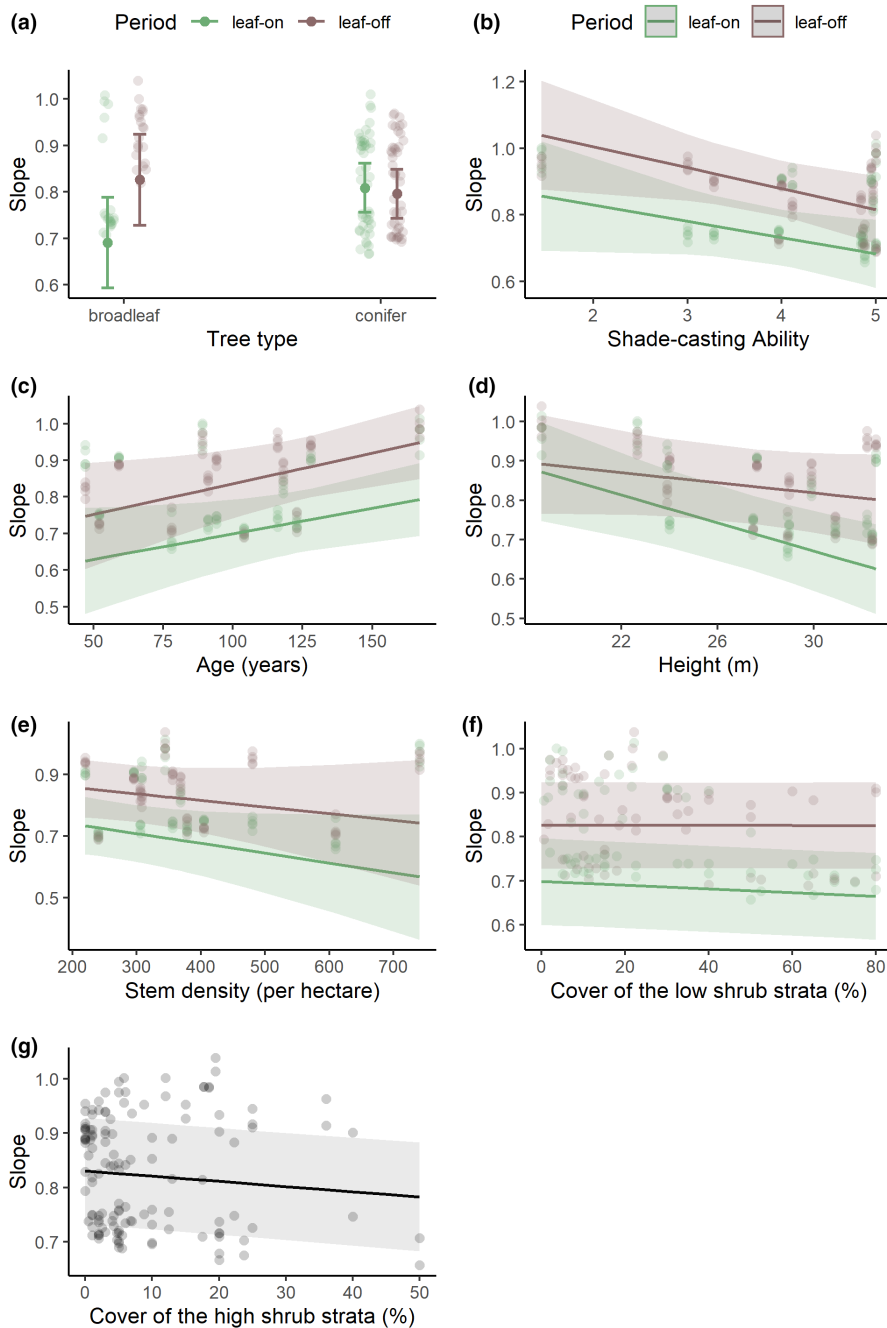 (a) Period leaf-on leaf-off
1.0
0.9
0.8
0.7
0.6
Slope
broadleaf conifer
Tree type
(b) Period leaf-on leaf-off
1.2
1.0
0.8
0.6
Slope
2 3 4 5
Shade-casting Ability
(c)
1.0
0.9
0.8
0.7
0.6
0.5
Slope
50 75 100 125 150
Age (years)
(d)
1.0
0.9
0.8
0.7
0.6
0.5
Slope
22 26 30
Height (m)
(e)
0.9
0.7
0.5
Slope
200 300 400 500 600 700
Stem density (per hectare)
(f)
1.0
0.9
0.8
0.7
0.6
Slope
0 20 40 60 80
Cover of the low shrub strata (%)
(g)
1.0
0.9
0.8
0.7
Slope
0 10 20 30 40 50
Cover of the high shrub strata (%)